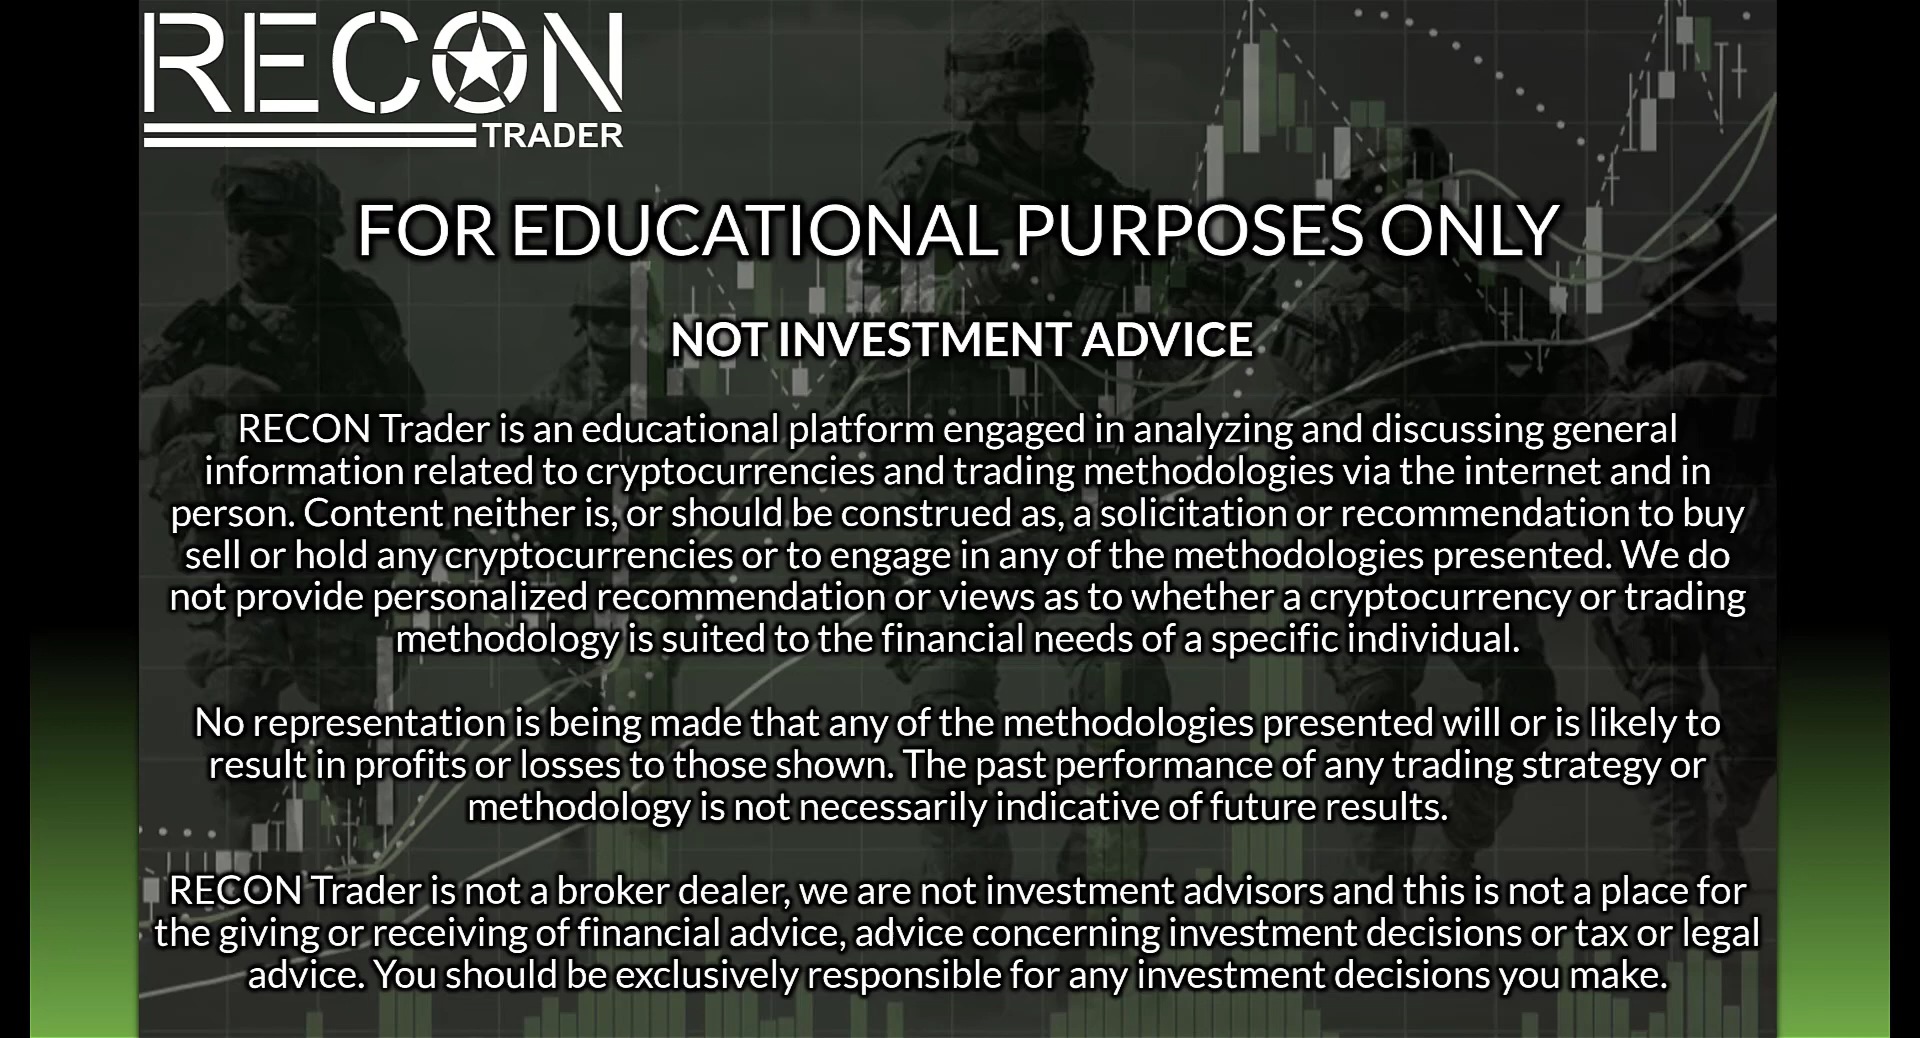 RECON
TRADER
FOR EDUCATIONAL PURPOSES ONLY
NOT INVESTMENT ADVICE
RECON Trader is an educational platform engaged in analyzing and discussing general
information related to cryptocurrencies and trading methodologies via the internet and in
person. Content neither is, or should be construed as, a solicitation or recommendation to buy
sell or hold any cryptocurrencies or to engage in any of the methodologies presented. We do
not provide personalized recommendation or views as to whether a cryptocurrency or trading
methodology is suited to the financial needs of a specific individual.
No representation is being made that any of the methodologies presented will or is likely to
result in profits or losses to those shown. The past performance of any trading strategy or
methodology is not necessarily indicative of future results.
RECON Trader is not a broker dealer, we are not investment advisors and this is not a place for
the giving or receiving of financial advice, advice concerning investment decisions or tax or legal
advice. You should be exclusively responsible for any investment decisions you make.